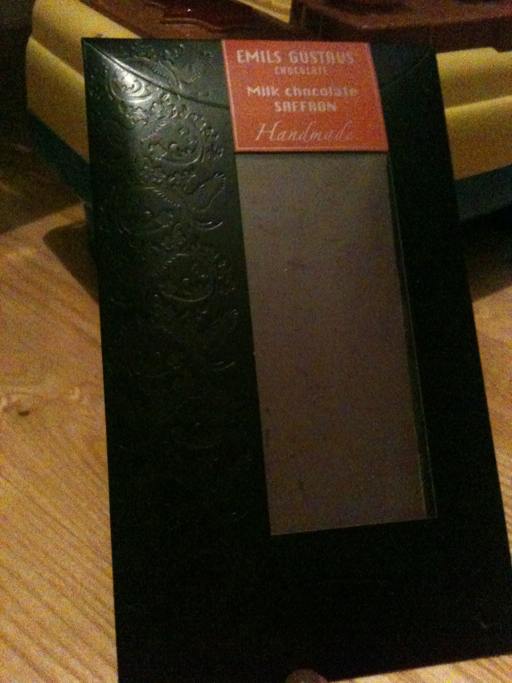 EMILS GUSTAVS
CHOCOLATE
Milk chocolate
SAFFRON
Handmade